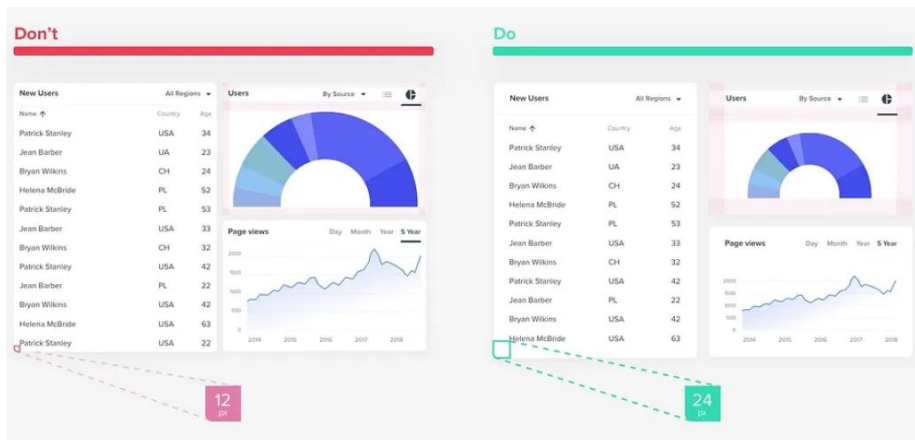 Don't
New Users All Regions
Name Country Age
Patrick Stanley USA 34
Jean Barber UA 23
Bryan Wilkins CH 24
Helena McBride PL 52
Patrick Stanley PL 53
Jean Barber USA 33
Bryan Wilkins CH 32
Patrick Stanley USA 42
Jean Barber PL 22
Bryan Wilkins USA 42
Helena McBride USA 63
Patrick Stanley USA 22
Users By Source
Page views Day Month Year 5 Year
2000
1500
1000
500
0
2014 2015 2016 2017 2018
12
px
Do
New Users All Regions
Name Country Age
Patrick Stanley USA 34
Jean Barber UA 23
Bryan Wilkins CH 24
Helena McBride PL 52
Patrick Stanley PL 53
Jean Barber USA 33
Bryan Wilkins CH 32
Patrick Stanley USA 42
Jean Barber PL 22
Bryan Wilkins USA 42
Helena McBride USA 63
Users By Source
Page views Day Month Year 5 Year
2000
1500
1000
500
0
2014 2015 2016 2017 2018
24
px